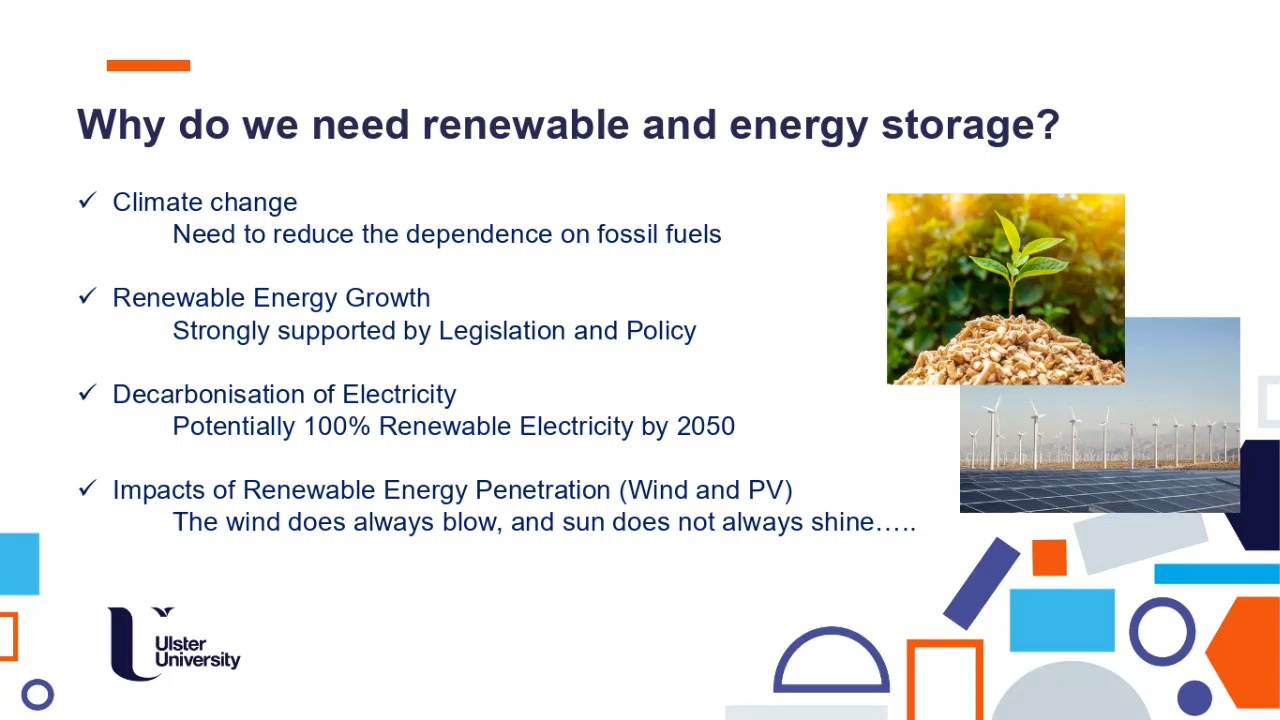 Why do we need renewable and energy storage?
✓ Climate change
Need to reduce the dependence on fossil fuels
✓ Renewable Energy Growth
Strongly supported by Legislation and Policy
✓ Decarbonisation of Electricity
Potentially 100% Renewable Electricity by 2050
✓ Impacts of Renewable Energy Penetration (Wind and PV)
The wind does always blow, and sun does not always shine…..
Ulster
University